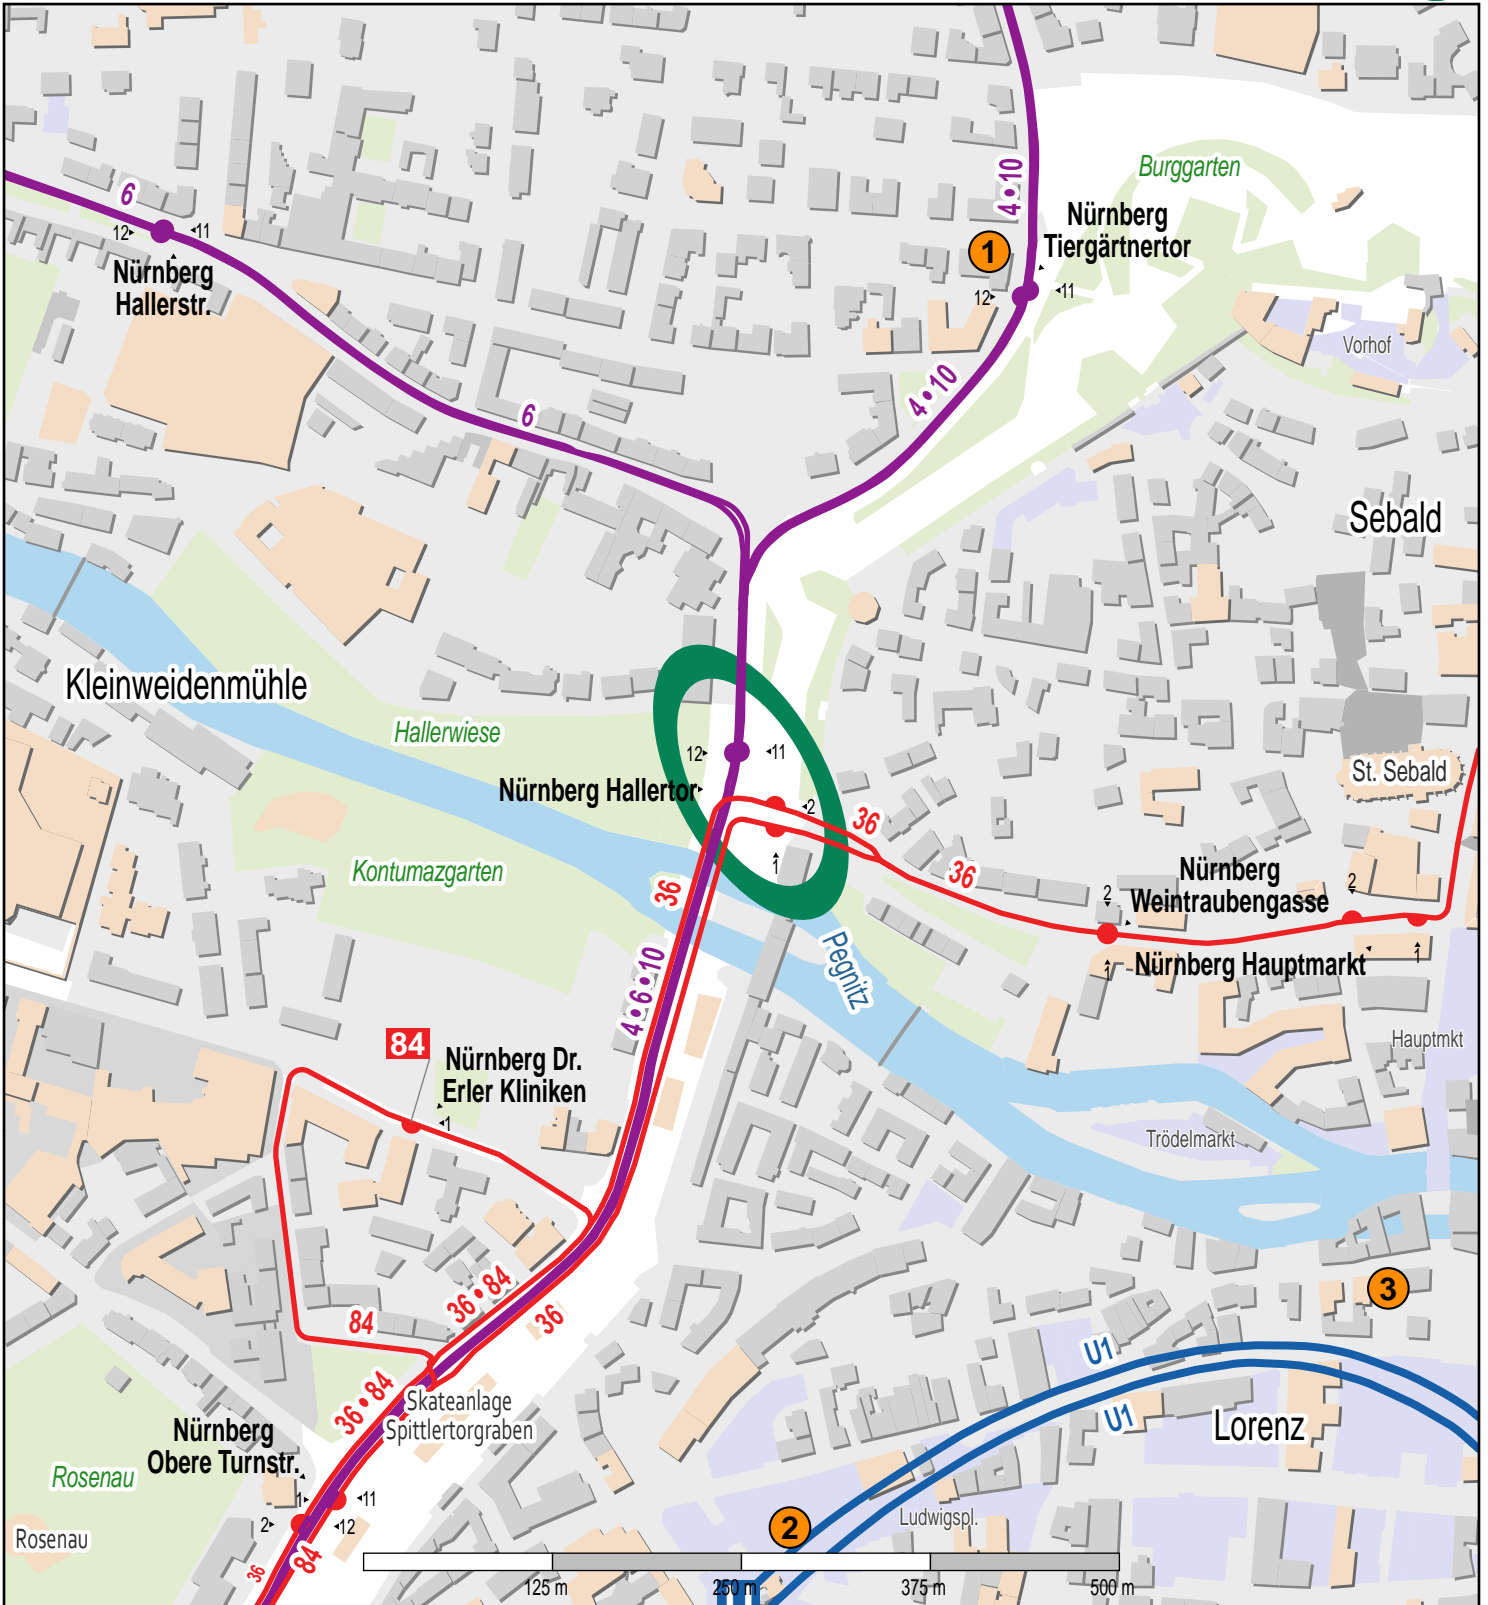 6
4•10
Burggarten
Nürnberg
Tiergärtnertor
1
12
11
Nürnberg
Hallerstr.
12
11
Vorhof
4•10
6
Sebald
Kleinweidenmühle
Hallerwiese
12
11
Nürnberg Hallertor
2
1
36
St. Sebald
Kontumazgarten
36
36
Nürnberg
Weintraubengasse
2
2
1
1
Nürnberg Hauptmarkt
Pegnitz
4•6•10
84
Nürnberg Dr.
Erler Kliniken
1
Hauptmkt
Trödelmarkt
36•84
36
84
3
U1
U1
36•84
Skateanlage
Spittlertorgraben
Lorenz
Nürnberg
Obere Turnstr.
Rosenau
1
11
2
12
Rosenau
84
36
2
Ludwigspl.
125 m
250 m
375 m
500 m